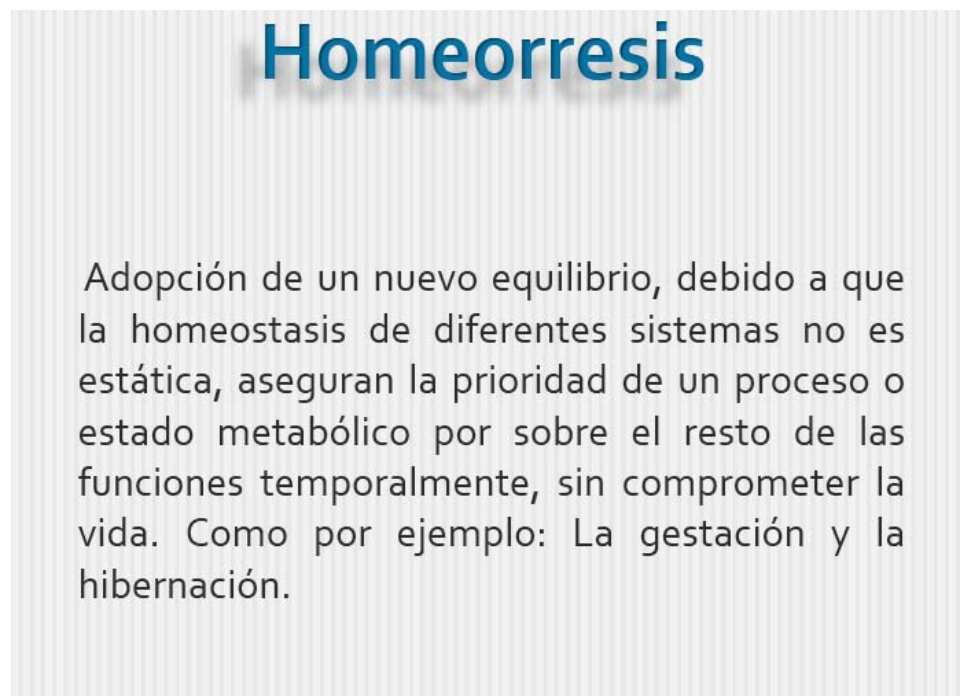 Homeorresis
Adopción de un nuevo equilibrio, debido a que
la homeostasis de diferentes sistemas no es
estática, aseguran la prioridad de un proceso o
estado metabólico por sobre el resto de las
funciones temporalmente, sin comprometer la
vida. Como por ejemplo: La gestación y la
hibernación.